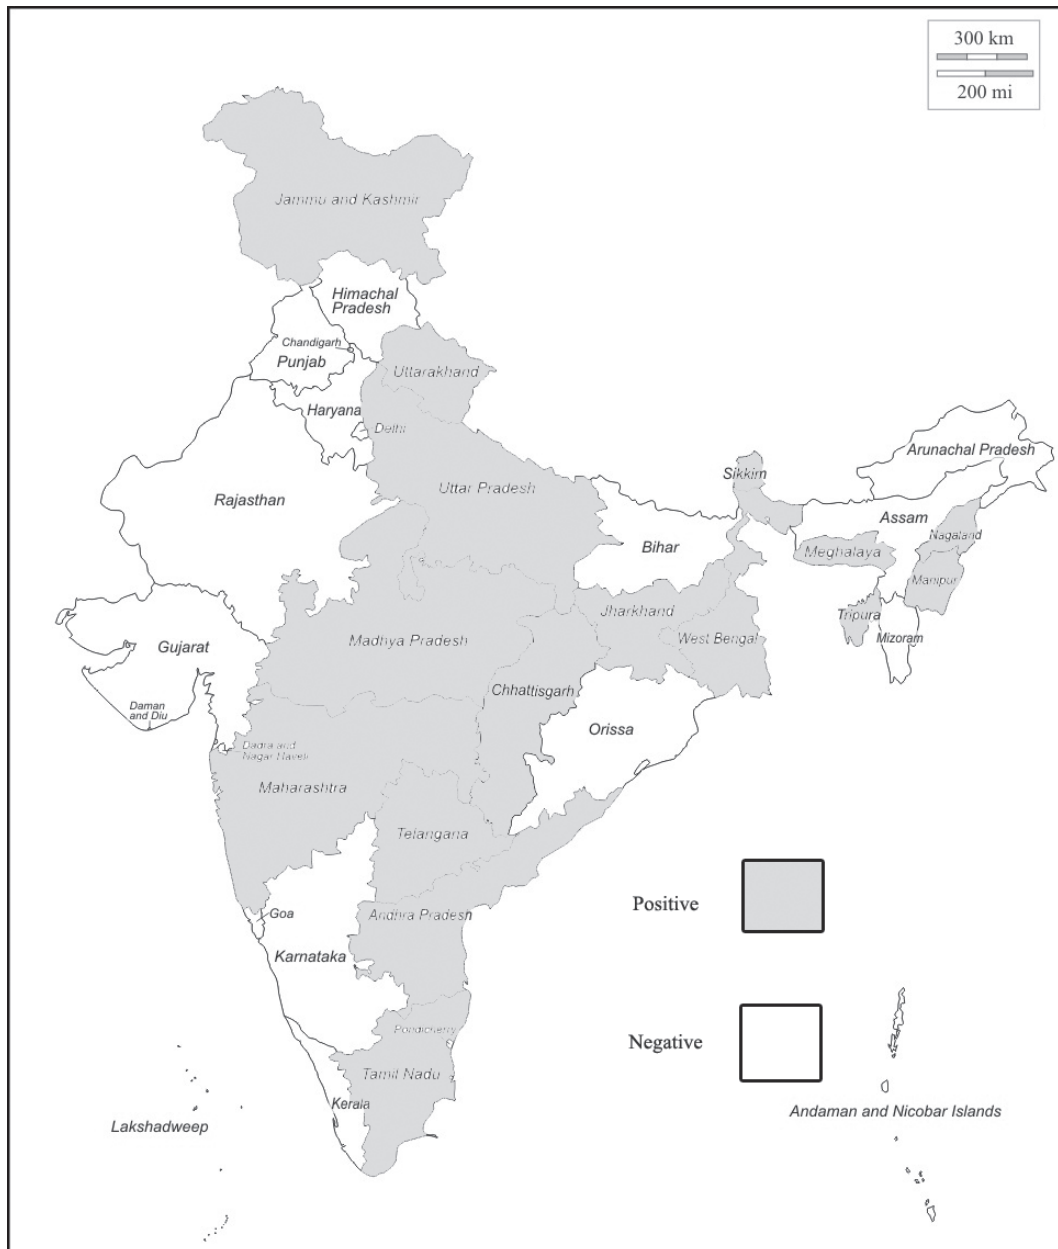 300 km
200 mi
Jammu and Kashmir
Himachal
Pradesh
Chandigarh
Punjab
Uttarakhand
Haryana
Delhi
Arunachal Pradesh
Sikkim
Uttar Pradesh
Rajasthan
Assam
Nagaland
Bihar
Meghalaya
Manipur
Jharkhand
Tripura
West Bengal
Mizoram
Madhya Pradesh
Gujarat
Chhattisgarh
Daman
and Diu
Orissa
Dadra and
Nagar Haveli
Maharashtra
Telangana
Positive
Goa
Andhra Pradesh
Karnataka
Pondicherry
Negative
Tamil Nadu
Kerala
Andaman and Nicobar Islands
Lakshadweep